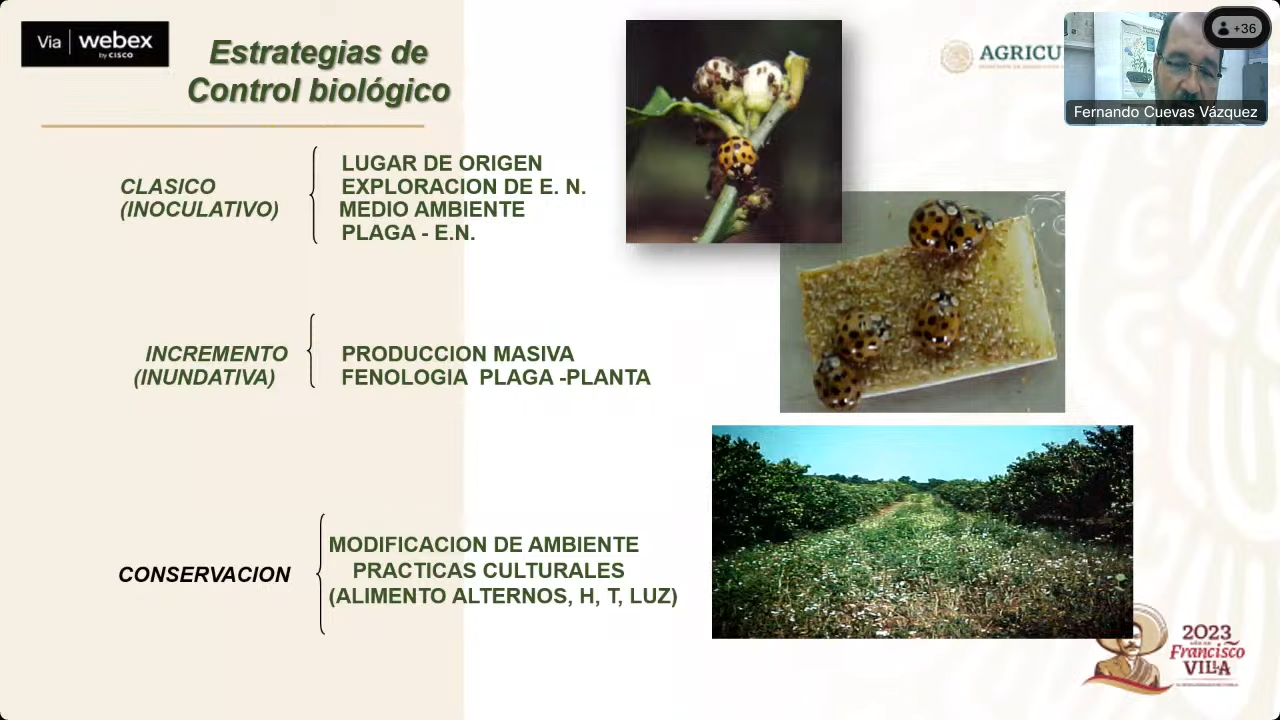 Via webex
by CISCO
Estrategias de
Control biológico
AGRICU
+36
Fernando Cuevas Vázquez
CLASICO
(INOCULATIVO)
LUGAR DE ORIGEN
EXPLORACION DE E. N.
MEDIO AMBIENTE
PLAGA - E.N.
INCREMENTO
(INUNDATIVA)
PRODUCCION MASIVA
FENOLOGIA PLAGA -PLANTA
CONSERVACION
MODIFICACION DE AMBIENTE
PRACTICAS CULTURALES
(ALIMENTO ALTERNOS, H, T, LUZ)
2023
Francisco
VILLA